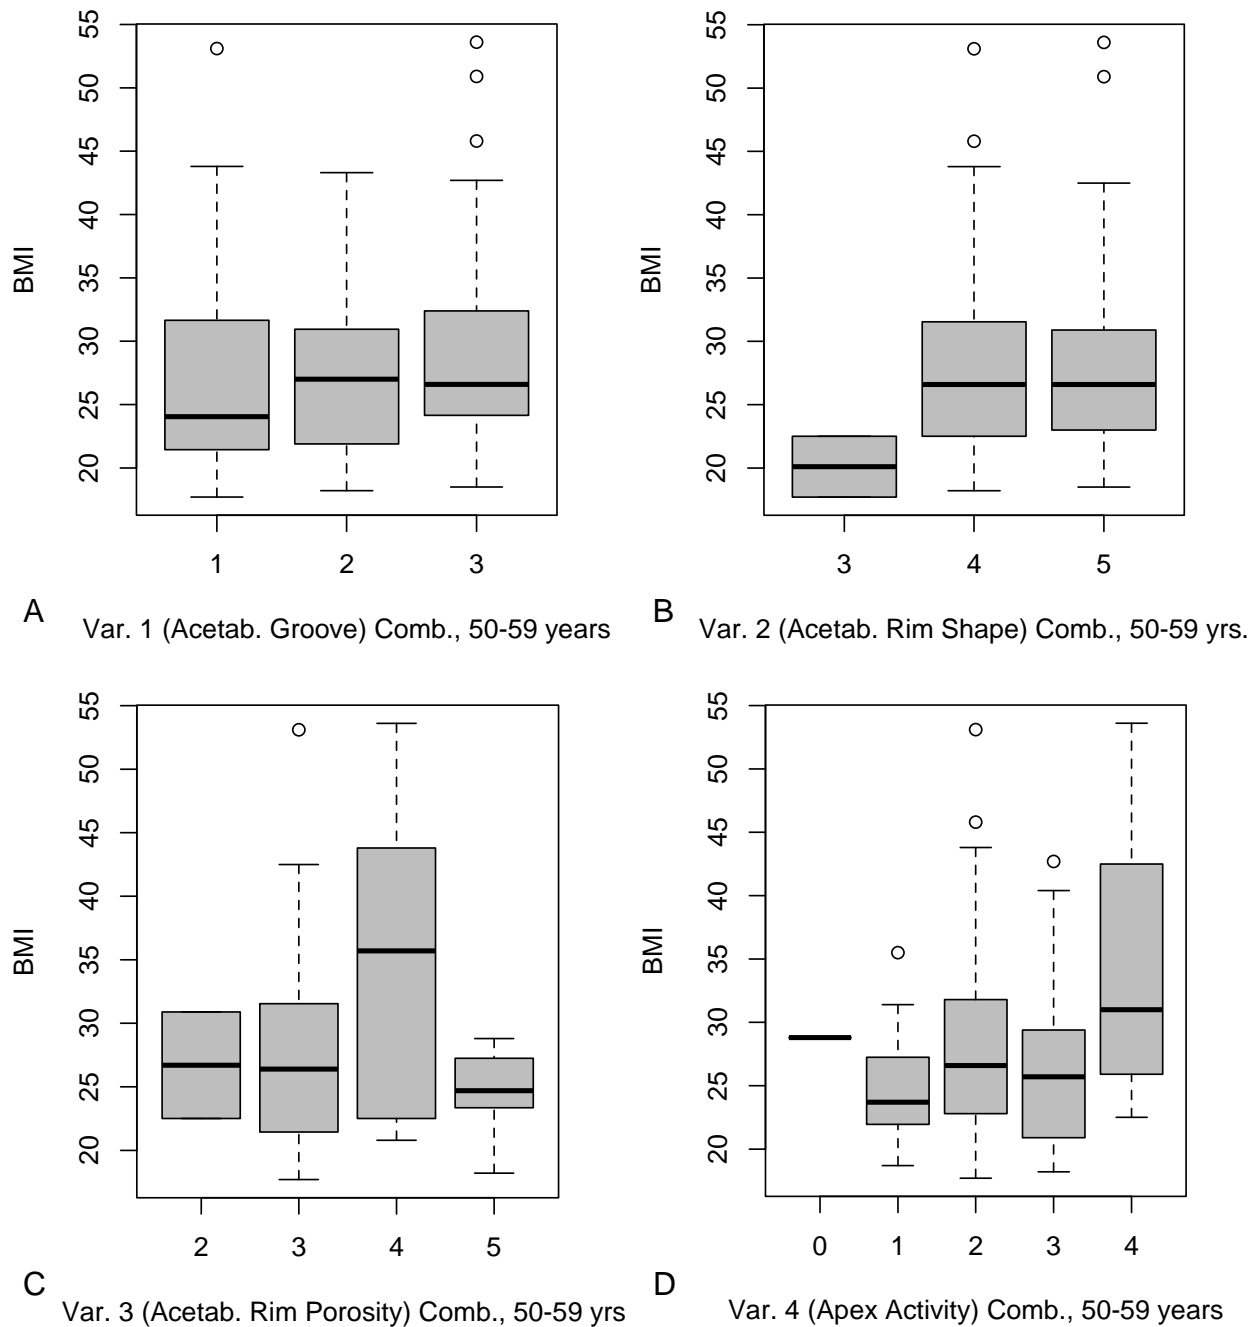 55
50
45
40
35
30
25
20
BMI
1 2 3
A Var. 1 (Acetab. Groove) Comb., 50-59 years
55
50
45
40
35
30
25
20
BMI
3 4 5
B Var. 2 (Acetab. Rim Shape) Comb., 50-59 yrs.
55
50
45
40
35
30
25
20
BMI
2 3 4 5
C Var. 3 (Acetab. Rim Porosity) Comb., 50-59 yrs
55
50
45
40
35
30
25
20
BMI
0 1 2 3 4
D Var. 4 (Apex Activity) Comb., 50-59 years